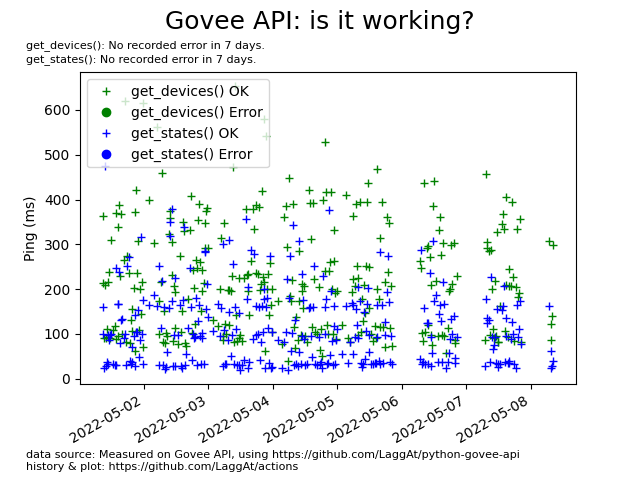 Govee API: is it working?
get_devices(): No recorded error in 7 days.
get_states(): No recorded error in 7 days.
get_devices() OK
get_devices() Error
get_states() OK
get_states() Error
Ping (ms)
600
500
400
300
200
100
0
2022-05-02
2022-05-03
2022-05-04
2022-05-05
2022-05-06
2022-05-07
2022-05-08
data source: Measured on Govee API, using https://github.com/LaggAt/python-govee-api
history & plot: https://github.com/LaggAt/actions